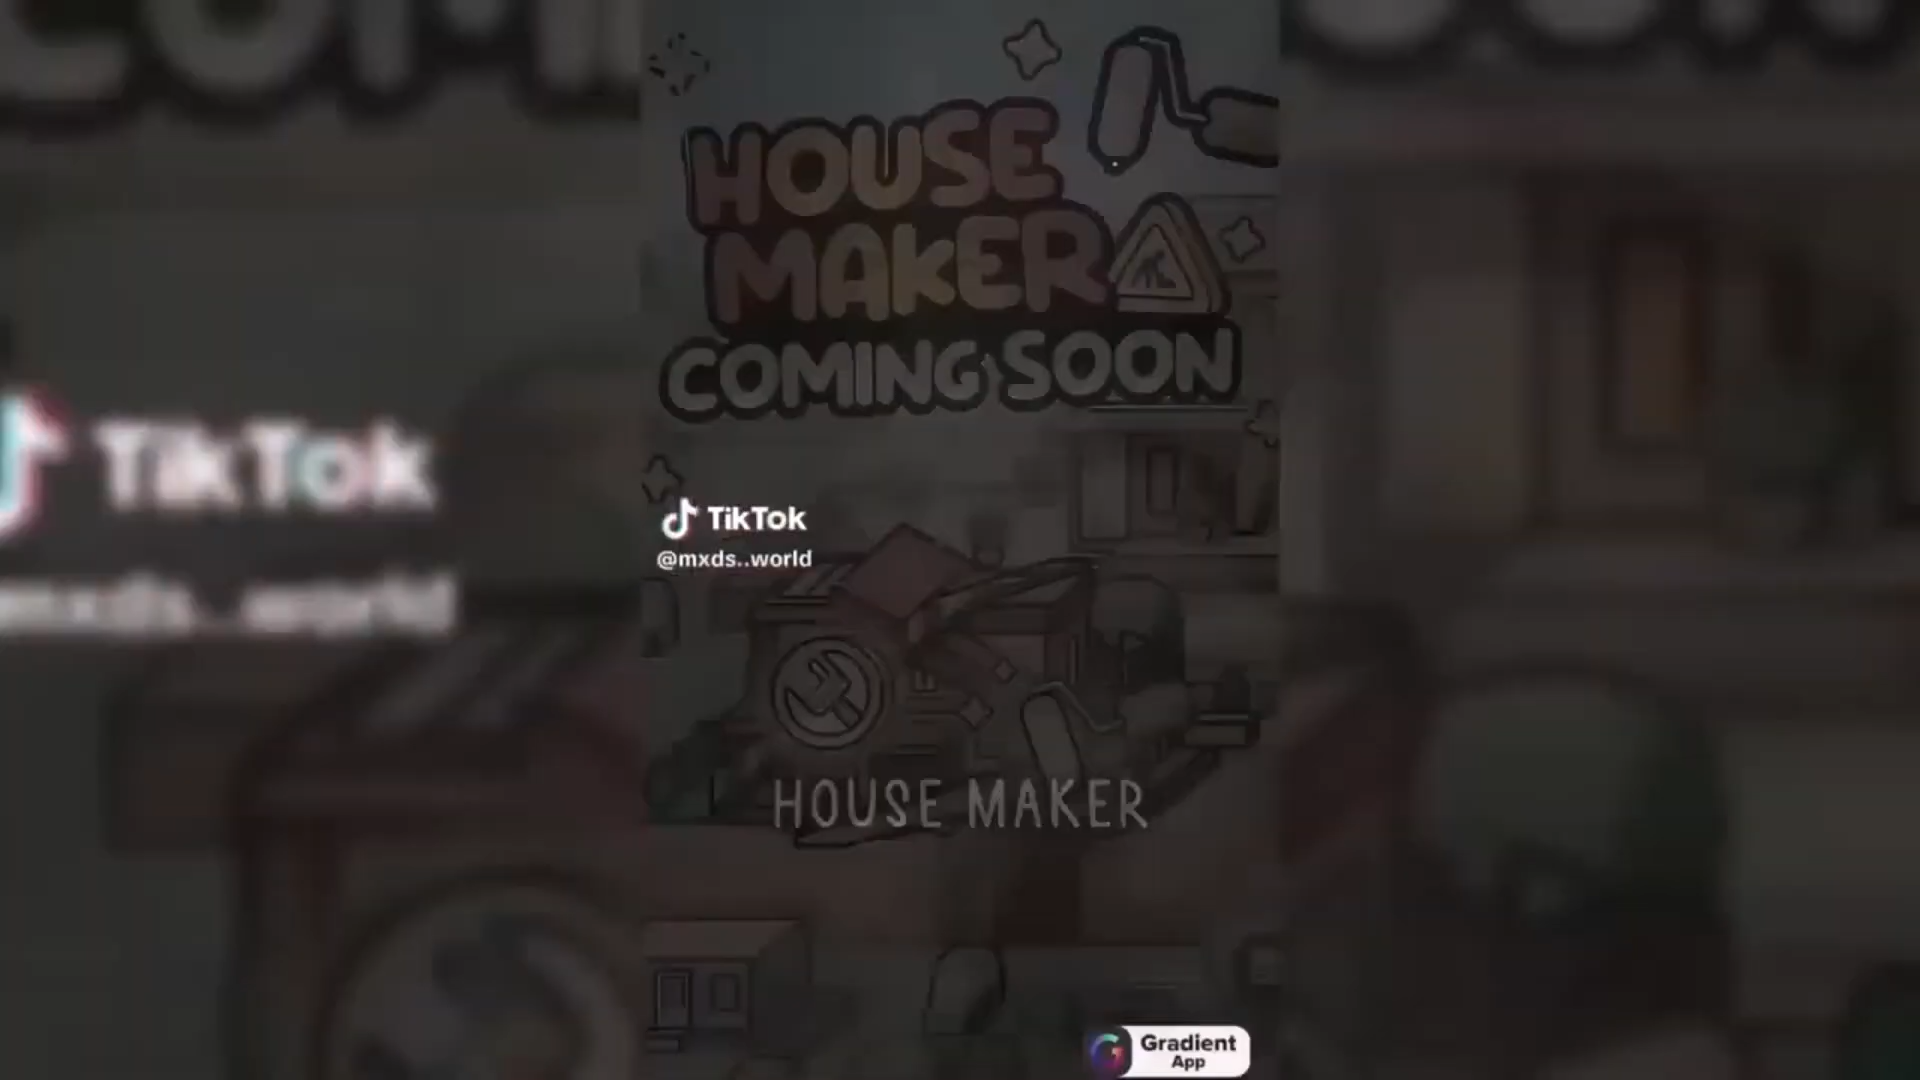 HOUSE
MAKER
COMING SOON
TikTok
@mxds..world
HOUSE MAKER
Gradient
App